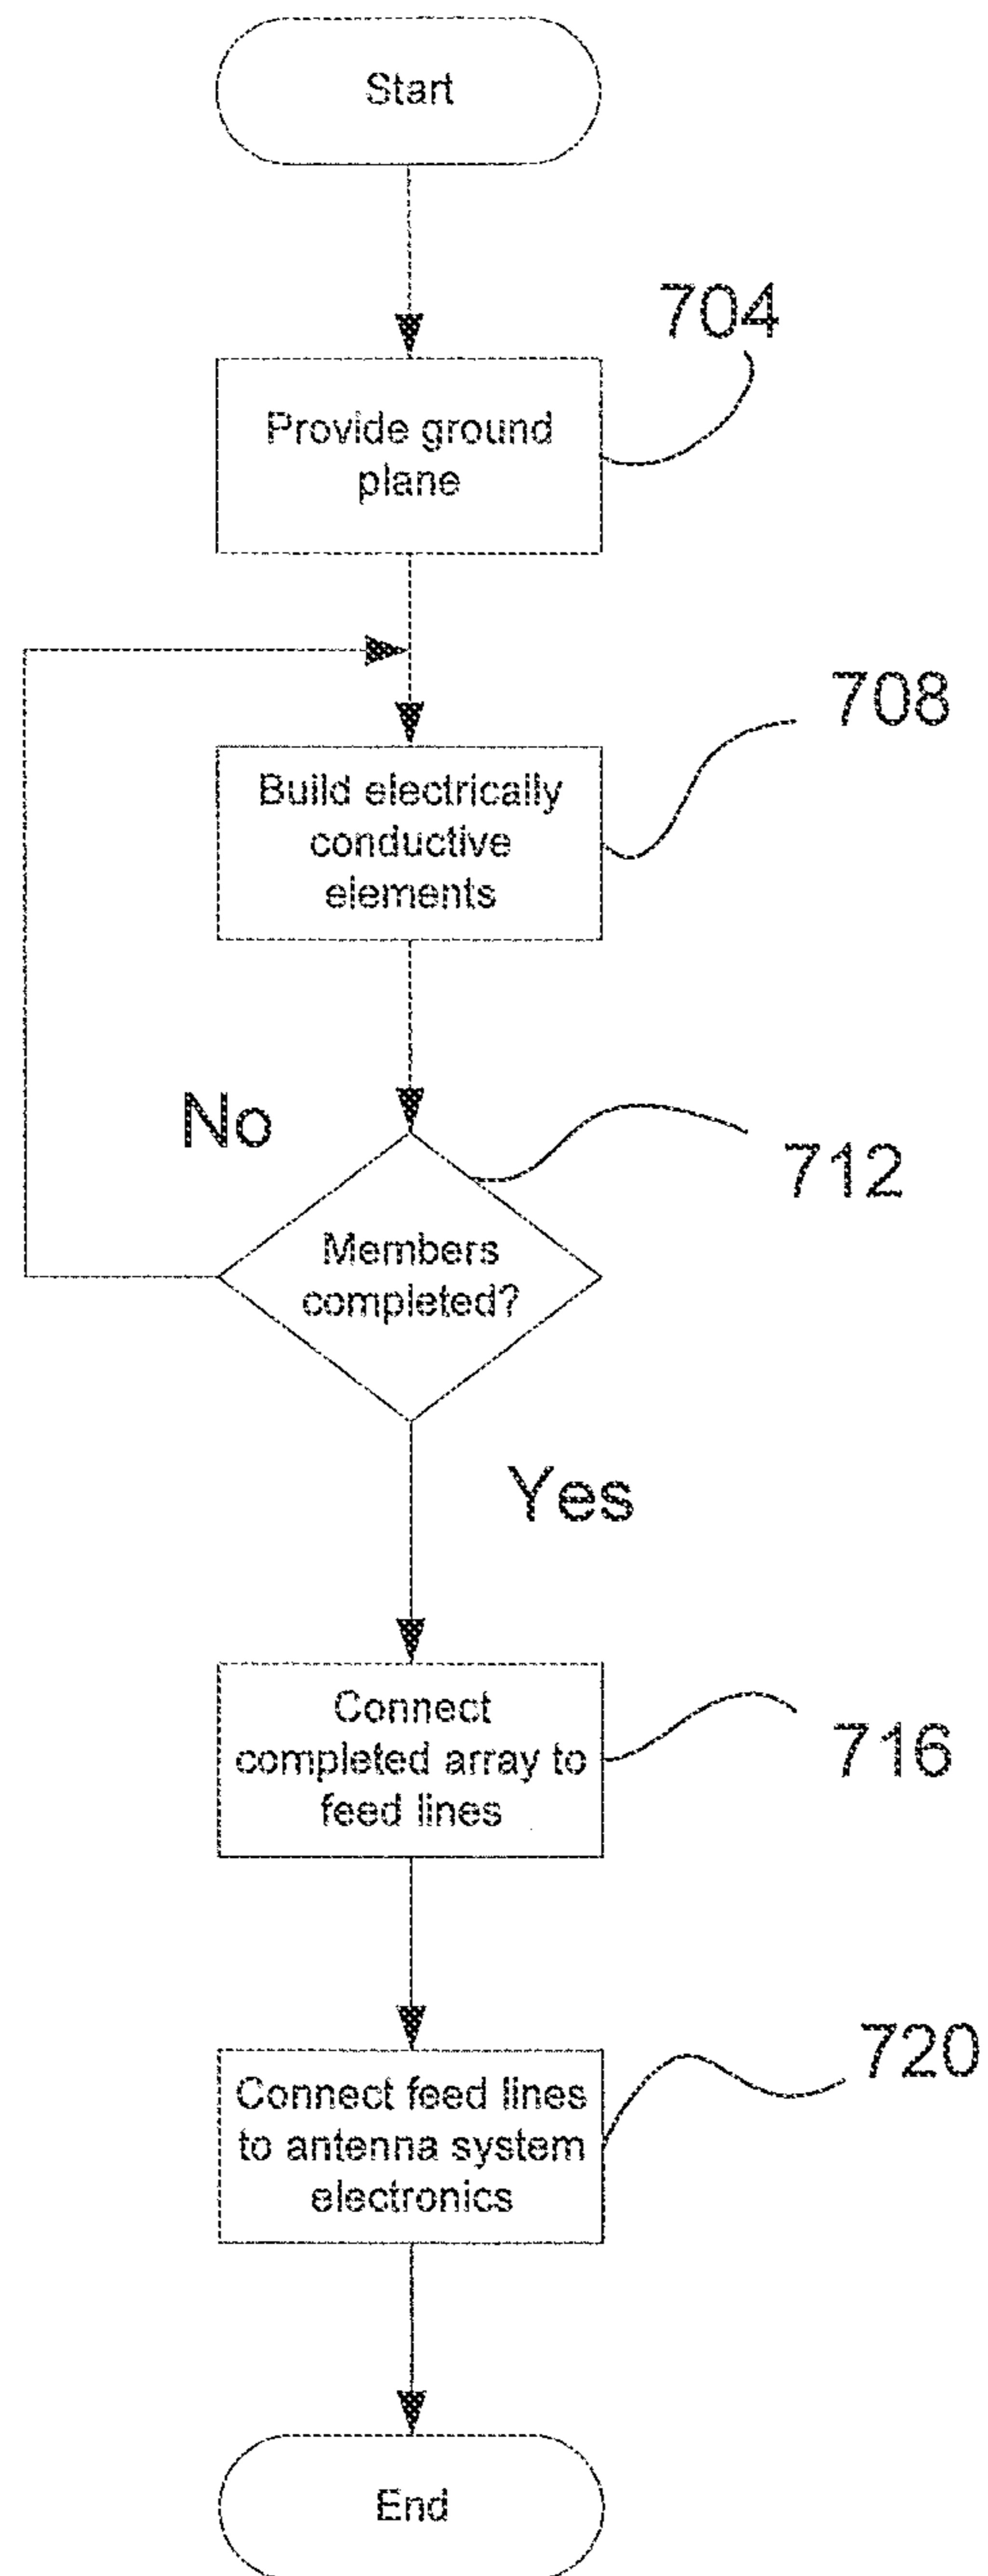 Start
704
Provide ground
plane
708
Build electrically
conductive
elements
No
712
Members
completed?
Yes
Connect
completed array to
feed lines
716
720
Connect feed lines
to antenna system
electronics
End